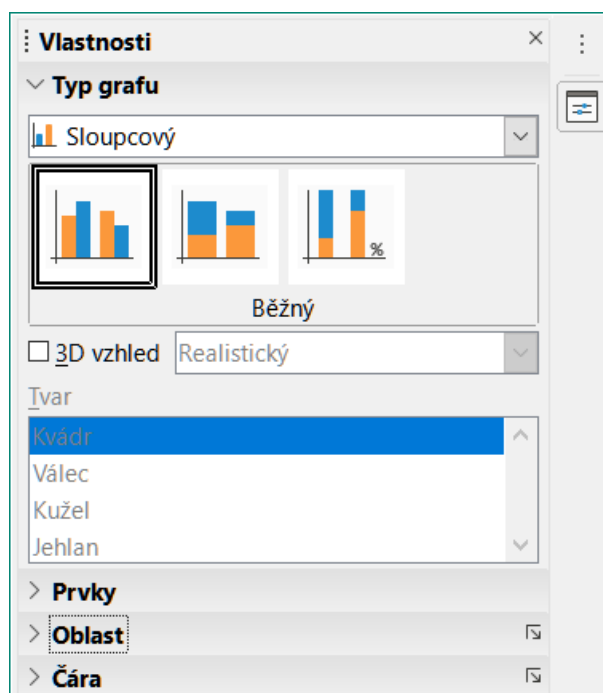 Vlastnosti
Typ grafu
Sloupcový
%
Běžný
3D vzhled Realistický
Tvar
Kvádr
Válec
Kužel
Jehlan
Prvky
Oblast
Čára